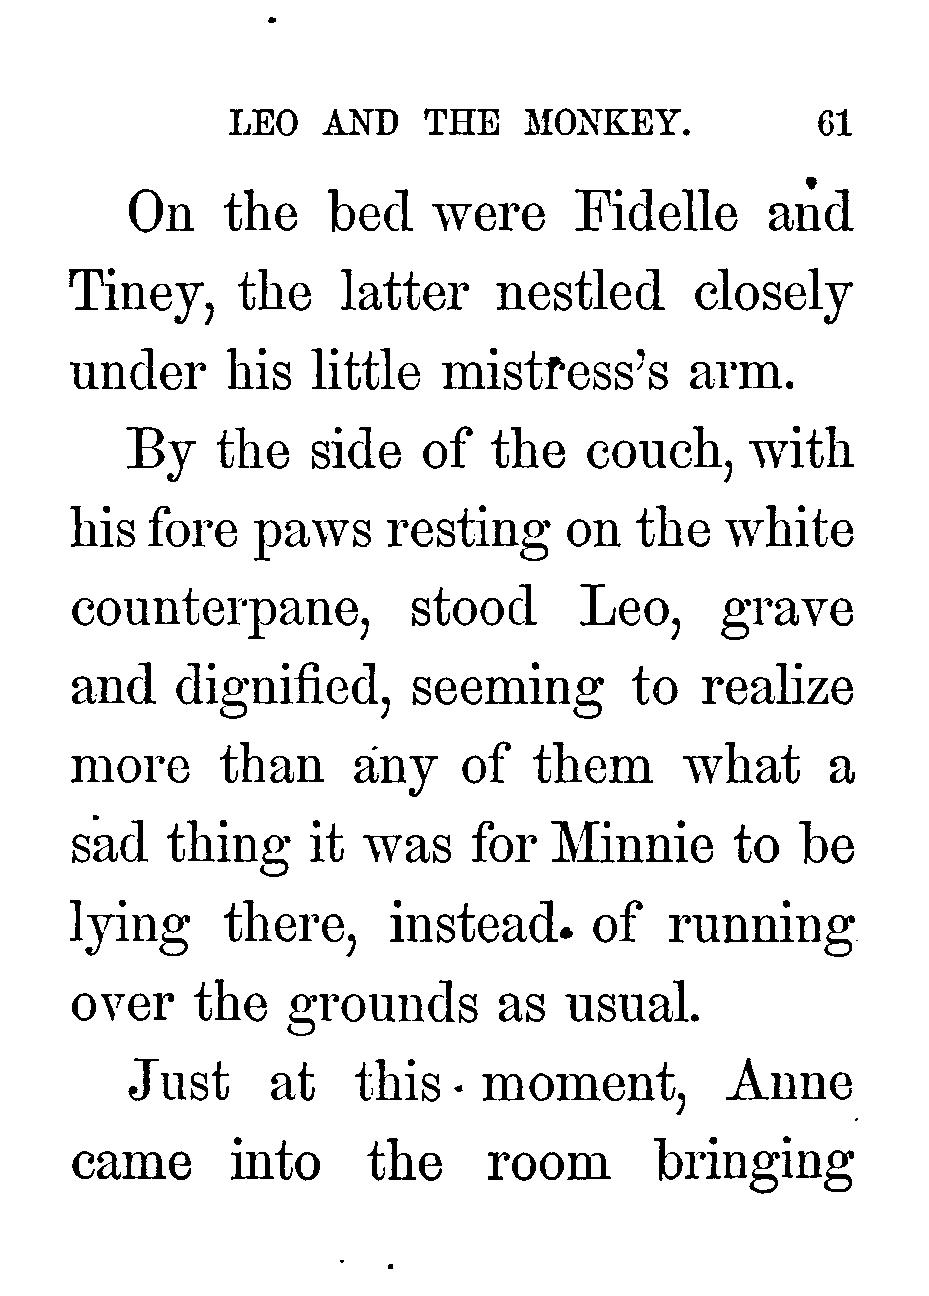 LEO AND THE MONKEY. 61
On the bed were Fidelle and
Tiney, the latter nestled closely
under his little mistress's arm.
By the side of the couch, with
his fore paws resting on the white
counterpane, stood Leo, grave
and dignified, seeming to realize
more than any of them what a
sad thing it was for Minnie to be
lying there, instead of running
over the grounds as usual.
Just at this moment, Anne
came into the room bringing